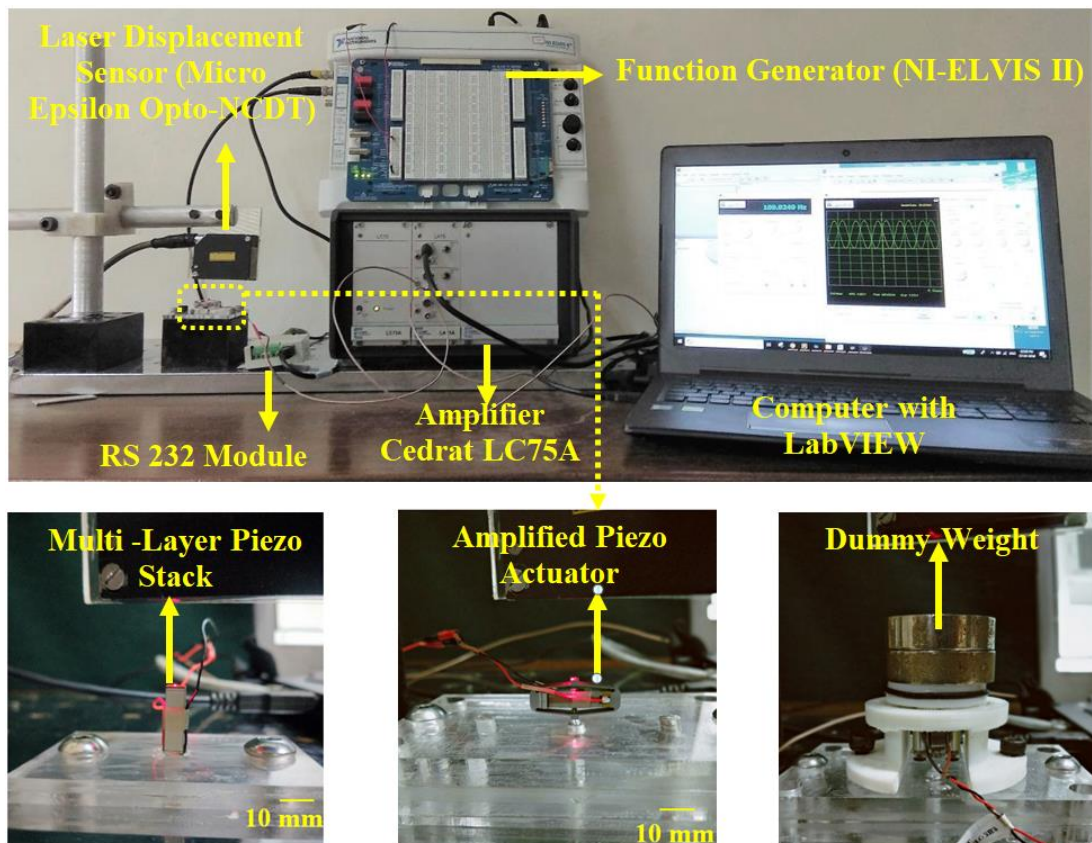 Laser Displacement
Sensor (Micro
Epsilon Opto-NCDT)
Function Generator (NI-ELVIS II)
RS 232 Module
Amplifier
Cedrat LC75A
Computer with
LabVIEW
LC75A
Multi -Layer Piezo
Stack
10 mm
Amplified Piezo
Actuator
10 mm
Dummy Weight